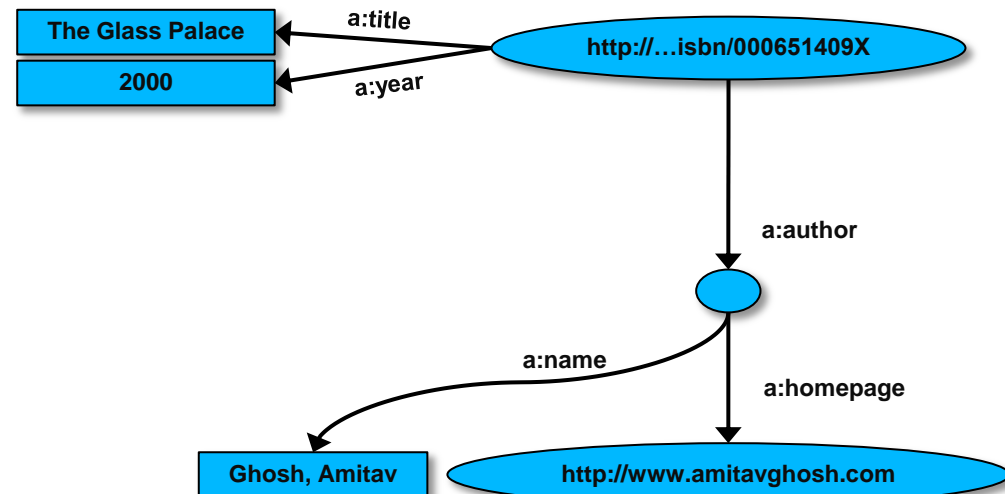 The Glass Palace
a:title
http://…isbn/000651409X
2000
a:year
a:author
a:name
a:homepage
Ghosh, Amitav
http://www.amitavghosh.com